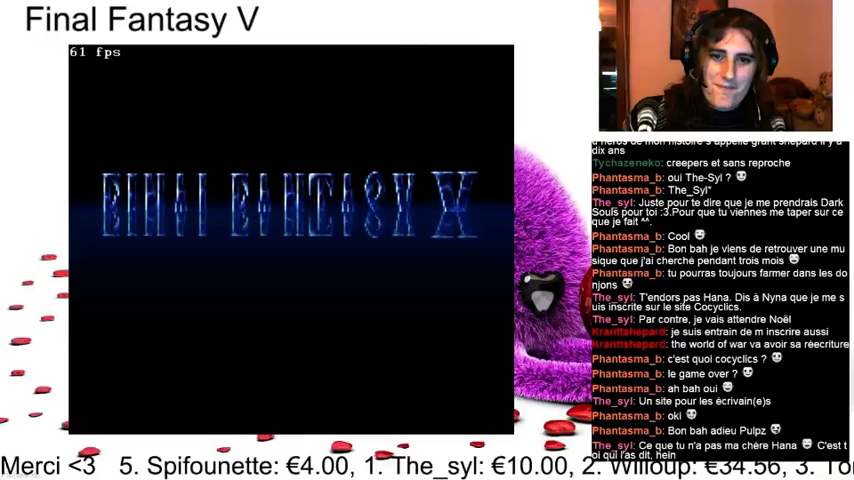 Final Fantasy V
61 fps
FINAL FANTASY V
d'héros de mon histoire s'appelle grant shepard il y a
dix ans
Tychazeneko: creepers et sans reproche
Phantasma_b: oui The-Syl ?
Phantasma_b: The_Syl*
The_syl: Juste pour te dire que je me prendrais Dark
Souls pour toi :3.Pour que tu viennes me taper sur ce
que je fait ^^.
Phantasma_b: Cool
Phantasma_b: Bon bah je viens de retrouver une mu
sique que j'ai cherché pendant trois mois
Phantasma_b: tu pourras toujours farmer dans les do
njons
The_syl: T'endors pas Hana. Dis à Nyna que je me s
uis inscrite sur le site Cocyclics.
The_syl: Par contre, je vais attendre Noël
Kranttshepard: je suis entrain de m inscrire aussi
Kranttshepard: the world of war va avoir sa réecriture
Phantasma_b: c'est quoi cocyclics ?
Phantasma_b: le game over ?
Phantasma_b: ah bah oui
The_syl: Un site pour les écrivain(e)s
Phantasma_b: oki
Phantasma_b: Bon bah adieu Pulpz
The_syl: Ce que tu n'a pas ma chère Hana C'est t
oi qui l'as dit, hein
Merci <3 5. Spifounette: €4.00, 1. The_syl: €10.00, 2. Willoup: €34.56, 3. To